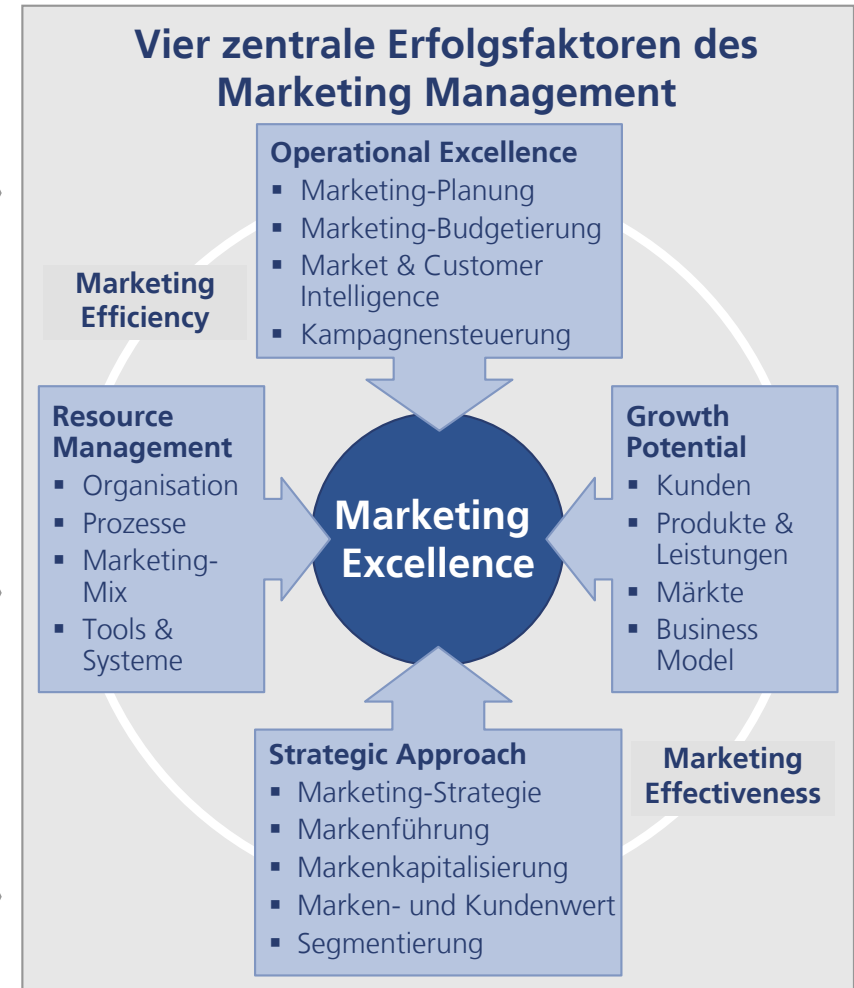 Vier zentrale Erfolgsfaktoren des
Marketing Management
Operational Excellence
▪ Marketing-Planung
▪ Marketing-Budgetierung
▪ Market & Customer
Intelligence
▪ Kampagnensteuerung
Marketing
Efficiency
Resource
Management
▪ Organisation
▪ Prozesse
▪ Marketing-
Mix
▪ Tools &
Systeme
Marketing
Excellence
Growth
Potential
▪ Kunden
▪ Produkte &
Leistungen
▪ Märkte
▪ Business
Model
Strategic Approach
▪ Marketing-Strategie
▪ Markenführung
▪ Markenkapitalisierung
▪ Marken- und Kundenwert
▪ Segmentierung
Marketing
Effectiveness